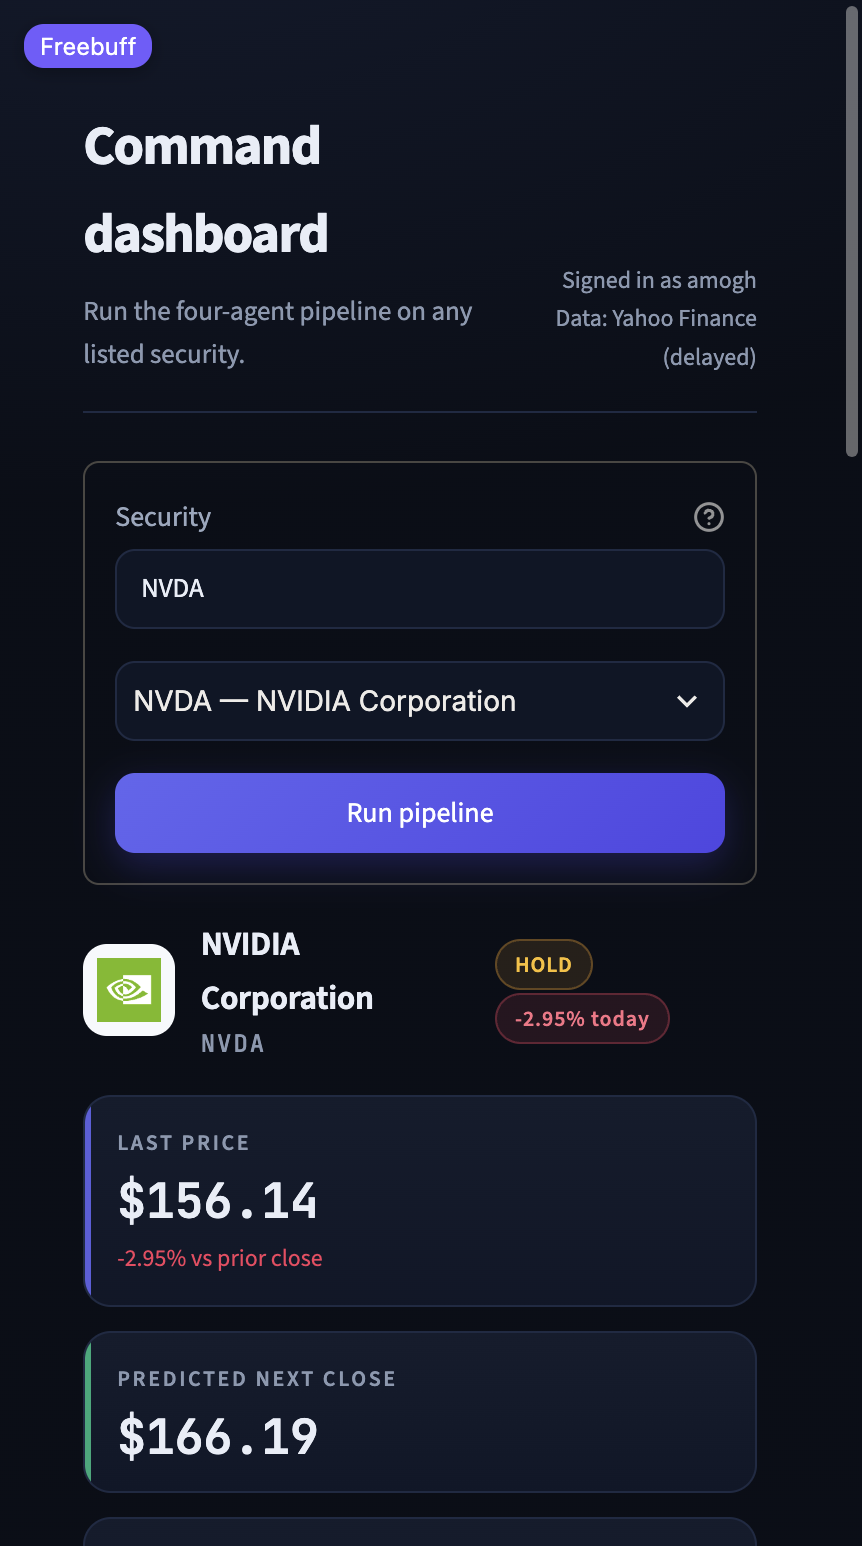 Freebuff
Command
dashboard
Run the four-agent pipeline on any
listed security.
Signed in as amogh
Data: Yahoo Finance
(delayed)
Security
NVDA
NVDA — NVIDIA Corporation
Run pipeline
NVIDIA
Corporation
NVDA
HOLD
-2.95% today
LAST PRICE
$156.14
-2.95% vs prior close
PREDICTED NEXT CLOSE
$166.19